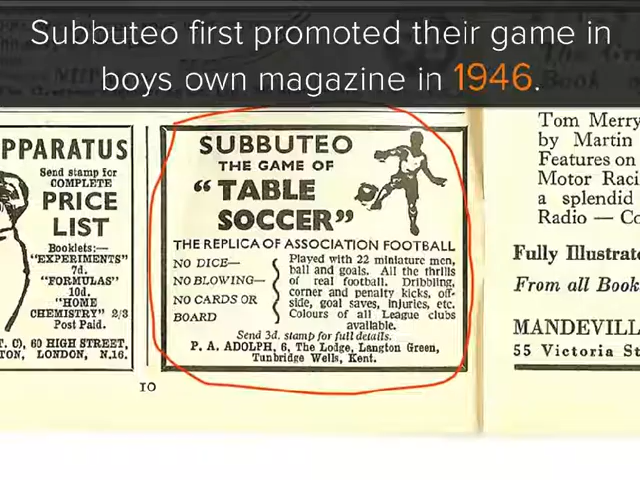 Subbuteo first promoted their game in
boys own magazine in 1946.
PPARATUS
Send stamp for
COMPLETE
PRICE
LIST
Booklets:—
"EXPERIMENTS"
7d.
"FORMULAS"
10d.
"HOME
CHEMISTRY" 2/3
Post Paid.
T. O), 60 HIGH STREET,
TON, LONDON, N.16.
10
SUBBUTEO
THE GAME OF
"TABLE
SOCCER"
THE REPLICA OF ASSOCIATION FOOTBALL
NO DICE—
NO BLOWING—
NO CARDS OR
BOARD
Played with 22 miniature men,
ball and goals. All the thrills
of real football. Dribbling,
corner and penalty kicks, off-
side, goal saves, injuries, etc.
Colours of all League clubs
available.
Send 3d. stamp for full details.
P. A. ADOLPH, 6, The Lodge, Langton Green,
Tunbridge Wells, Kent.
Tom Merry
by Martin
Features on
Motor Raci
a splendid
Radio — Co
Fully Illustrate
From all Book
MANDEVILL
55 Victoria St